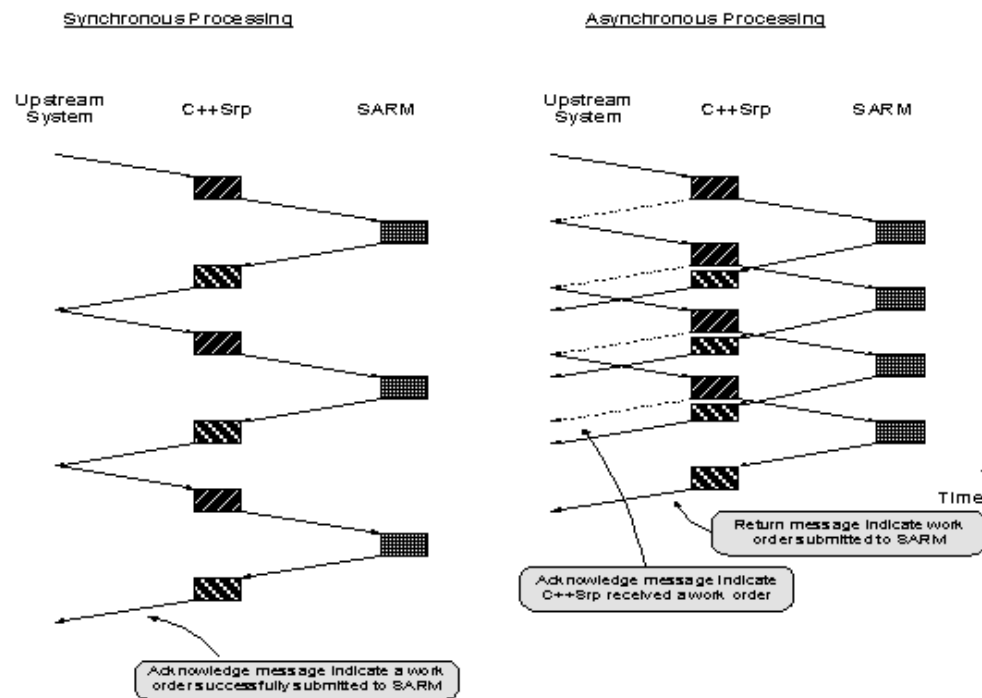 Synchronous Processing
Asynchronous Processing
Upstream
System
C++Srp
SARM
Upstream
System
C++Srp
SARM
Time
Return message indicate work
order submitted to SARM
Acknowledge message indicate
C++Srp received a work order
Acknowledge message indicate a work
order successfully submitted to SARM